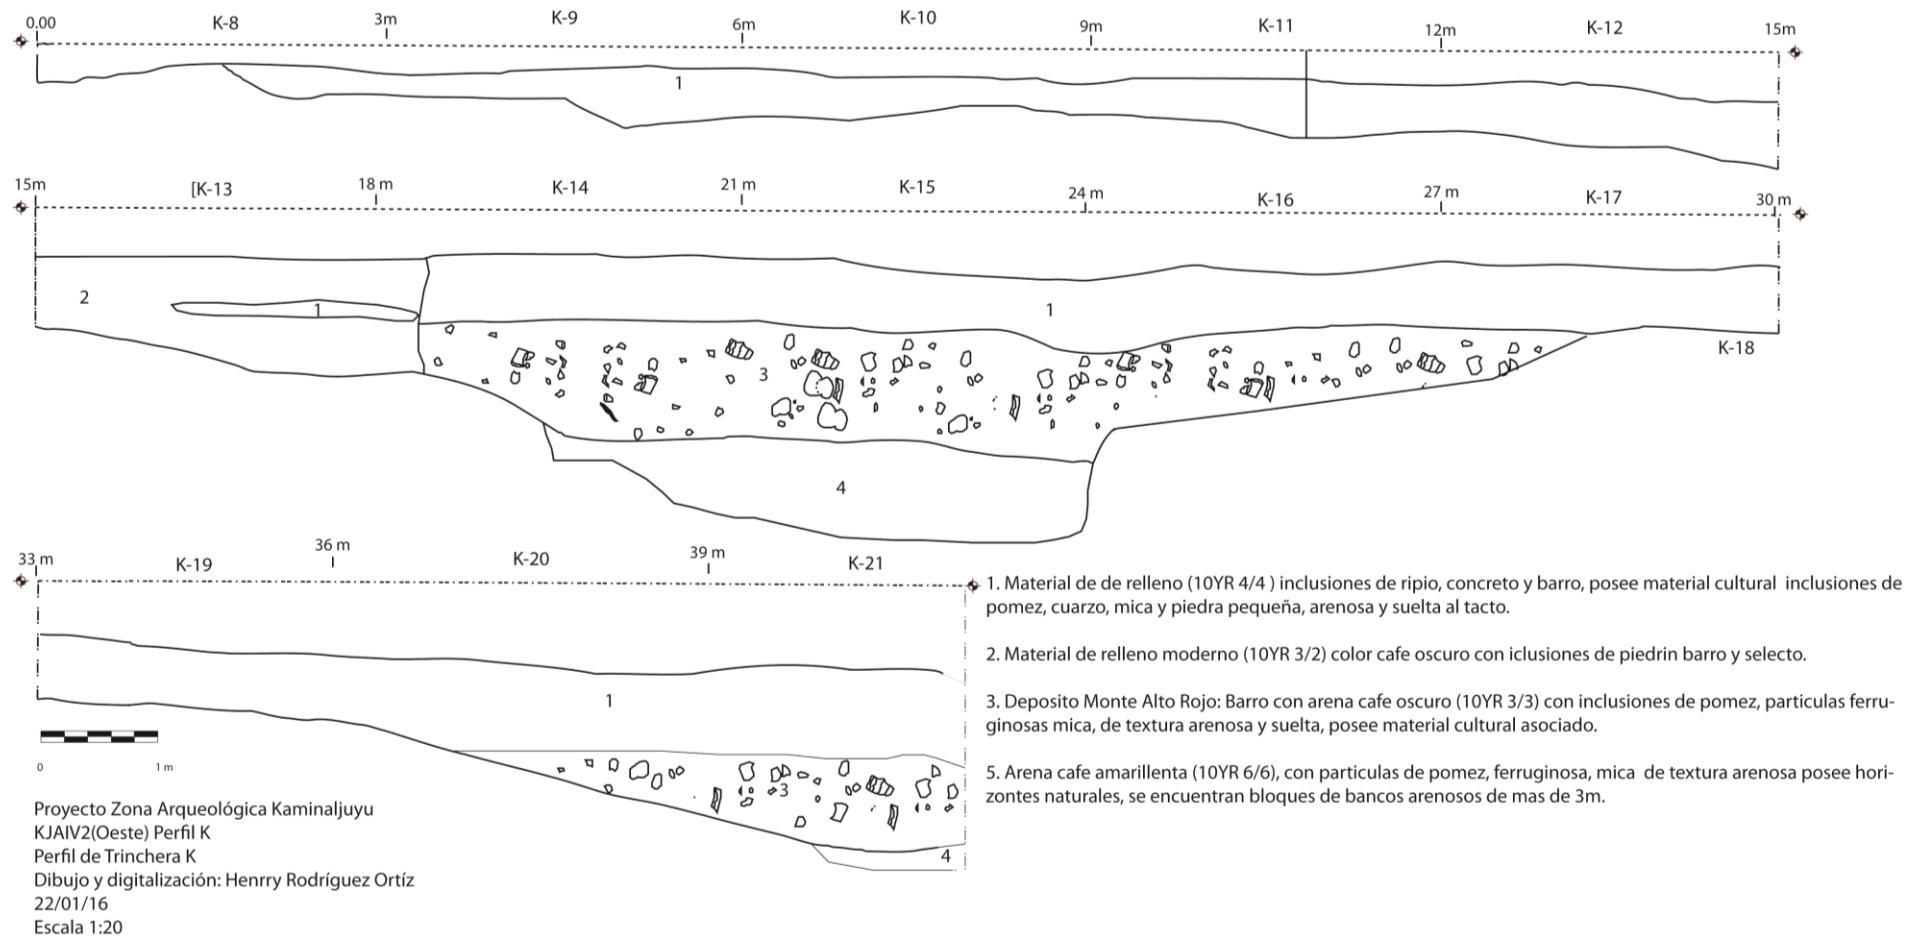 0.00 K-8 3m K-9 6m K-10 9m K-11 12m K-12 15m
1
15m [K-13 18 m K-14 21 m K-15 24 m K-16 27 m K-17 30 m
2
1
1
3
K-18
4
33 m K-19 36 m K-20 39 m K-21
1
3
4
0 1 m
Proyecto Zona Arqueológica Kaminaljuyu
KJAIV2(Oeste) Perfil K
Perfil de Trinchera K
Dibujo y digitalización: Henrry Rodríguez Ortíz
22/01/16
Escala 1:20
1. Material de de relleno (10YR 4/4 ) inclusiones de ripio, concreto y barro, posee material cultural inclusiones de
pomez, cuarzo, mica y piedra pequeña, arenosa y suelta al tacto.
2. Material de relleno moderno (10YR 3/2) color cafe oscuro con iclusiones de piedrin barro y selecto.
3. Deposito Monte Alto Rojo: Barro con arena cafe oscuro (10YR 3/3) con inclusiones de pomez, particulas ferru-
ginosas mica, de textura arenosa y suelta, posee material cultural asociado.
5. Arena cafe amarillenta (10YR 6/6), con particulas de pomez, ferruginosa, mica de textura arenosa posee hori-
zontes naturales, se encuentran bloques de bancos arenosos de mas de 3m.